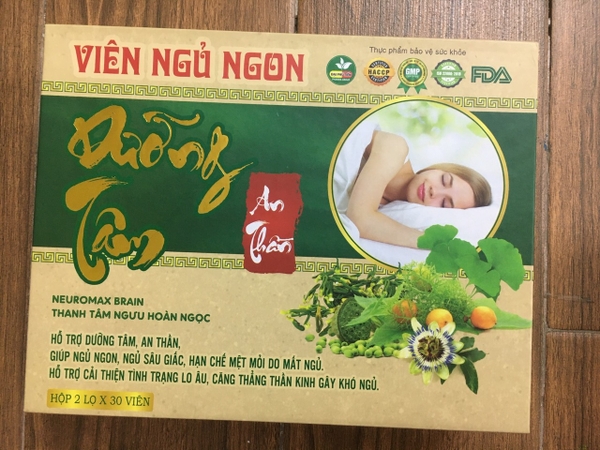 Thực phẩm bảo vệ sức khỏe
VIÊN NGỦ NGON
HACCP
GMP
FDA
Dưỡng
Tâm
An
Thần
NEUROMAX BRAIN
THANH TÂM NGƯU HOÀN NGỌC
HỖ TRỢ DƯỠNG TÂM, AN THẦN,
GIÚP NGỦ NGON, NGỦ SÂU GIẤC, HẠN CHẾ MỆT MỎI DO MẤT NGỦ.
HỖ TRỢ CẢI THIỆN TÌNH TRẠNG LO ÂU, CĂNG THẲNG THẦN KINH GÂY KHÓ NGỦ.
HỘP 2 LỌ X 30 VIÊN